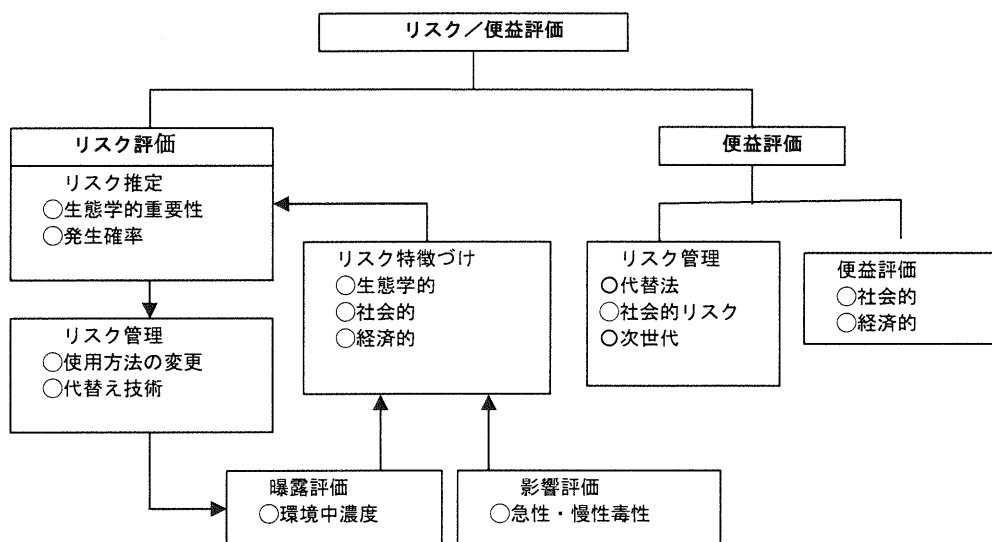 リスク／便益評価
リスク評価
リスク推定
○生態学的重要性
○発生確率
リスク管理
○使用方法の変更
○代替え技術
リスク特徴づけ
○生態学的
○社会的
○経済的
曝露評価
○環境中濃度
影響評価
○急性・慢性毒性
便益評価
リスク管理
○代替法
○社会的リスク
○次世代
便益評価
○社会的
○経済的